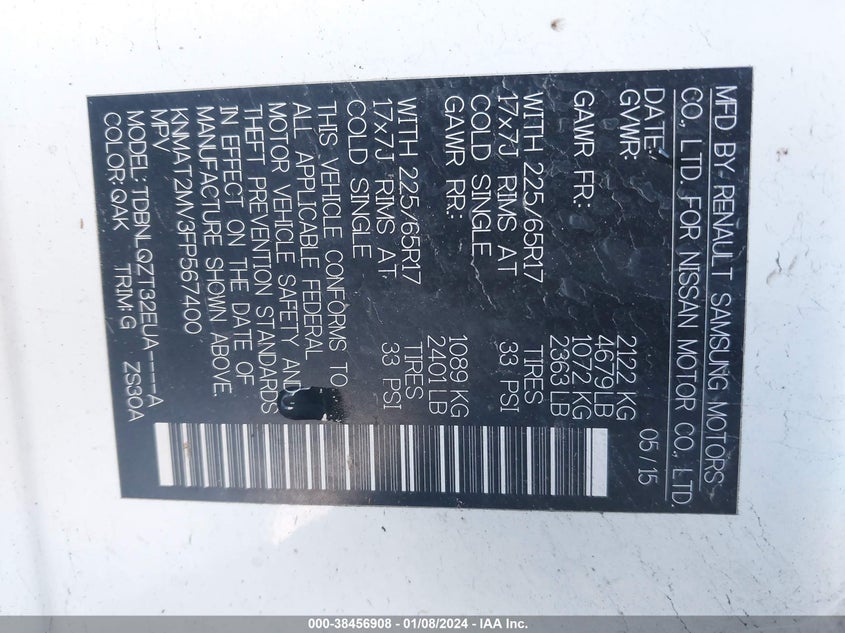 MFD BY: RENAULT SAMSUNG MOTORS
CO., LTD. FOR NISSAN MOTOR CO., LTD.
DATE: 05/15
GVWR: 2122 KG
4679LB
GAWR FR: 1072 KG
2363 LB
WITH 225/65R17 TIRES
17x7J RIMS AT 33 PSI
COLD SINGLE
GAWR RR: 1089 KG
2401 LB
WITH 225/65R17 TIRES
17x7J RIMS AT 33 PSI
COLD SINGLE
THIS VEHICLE CONFORMS TO
ALL APPLICABLE FEDERAL
MOTOR VEHICLE SAFETY AND
THEFT PREVENTION STANDARDS
IN EFFECT ON THE DATE OF
MANUFACTURE SHOWN ABOVE.
KNMAT2MV3FP567400
MPV
MODEL: TDBNLQZT32EUA----A
COLOR: QAK TRIM: G ZS30A
000-38456908 - 01/08/2024 - IAA Inc.